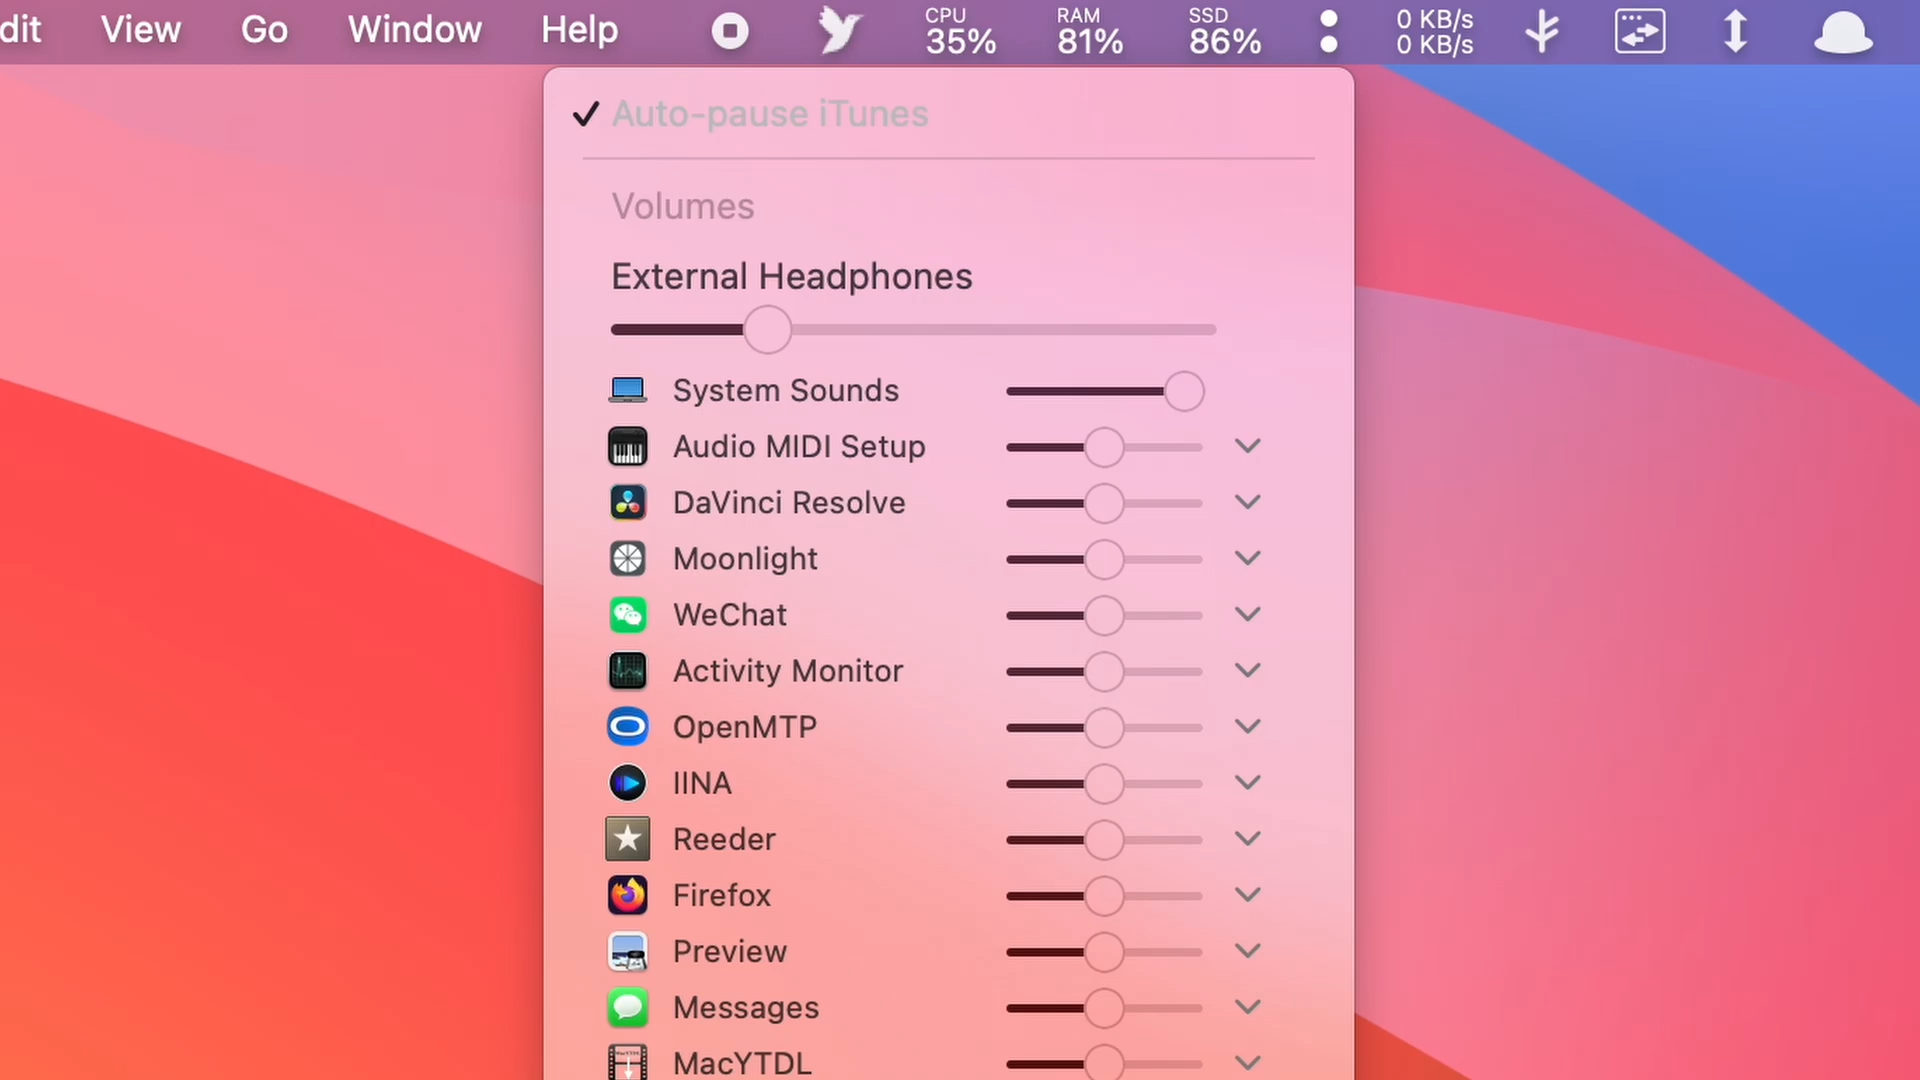 dit View Go Window Help CPU RAM SSD 0 KB/s
35% 81% 86% 0 KB/s
Auto-pause iTunes
Volumes
External Headphones
System Sounds
Audio MIDI Setup
DaVinci Resolve
Moonlight
WeChat
Activity Monitor
OpenMTP
IINA
Reeder
Firefox
Preview
Messages
MacYTDL